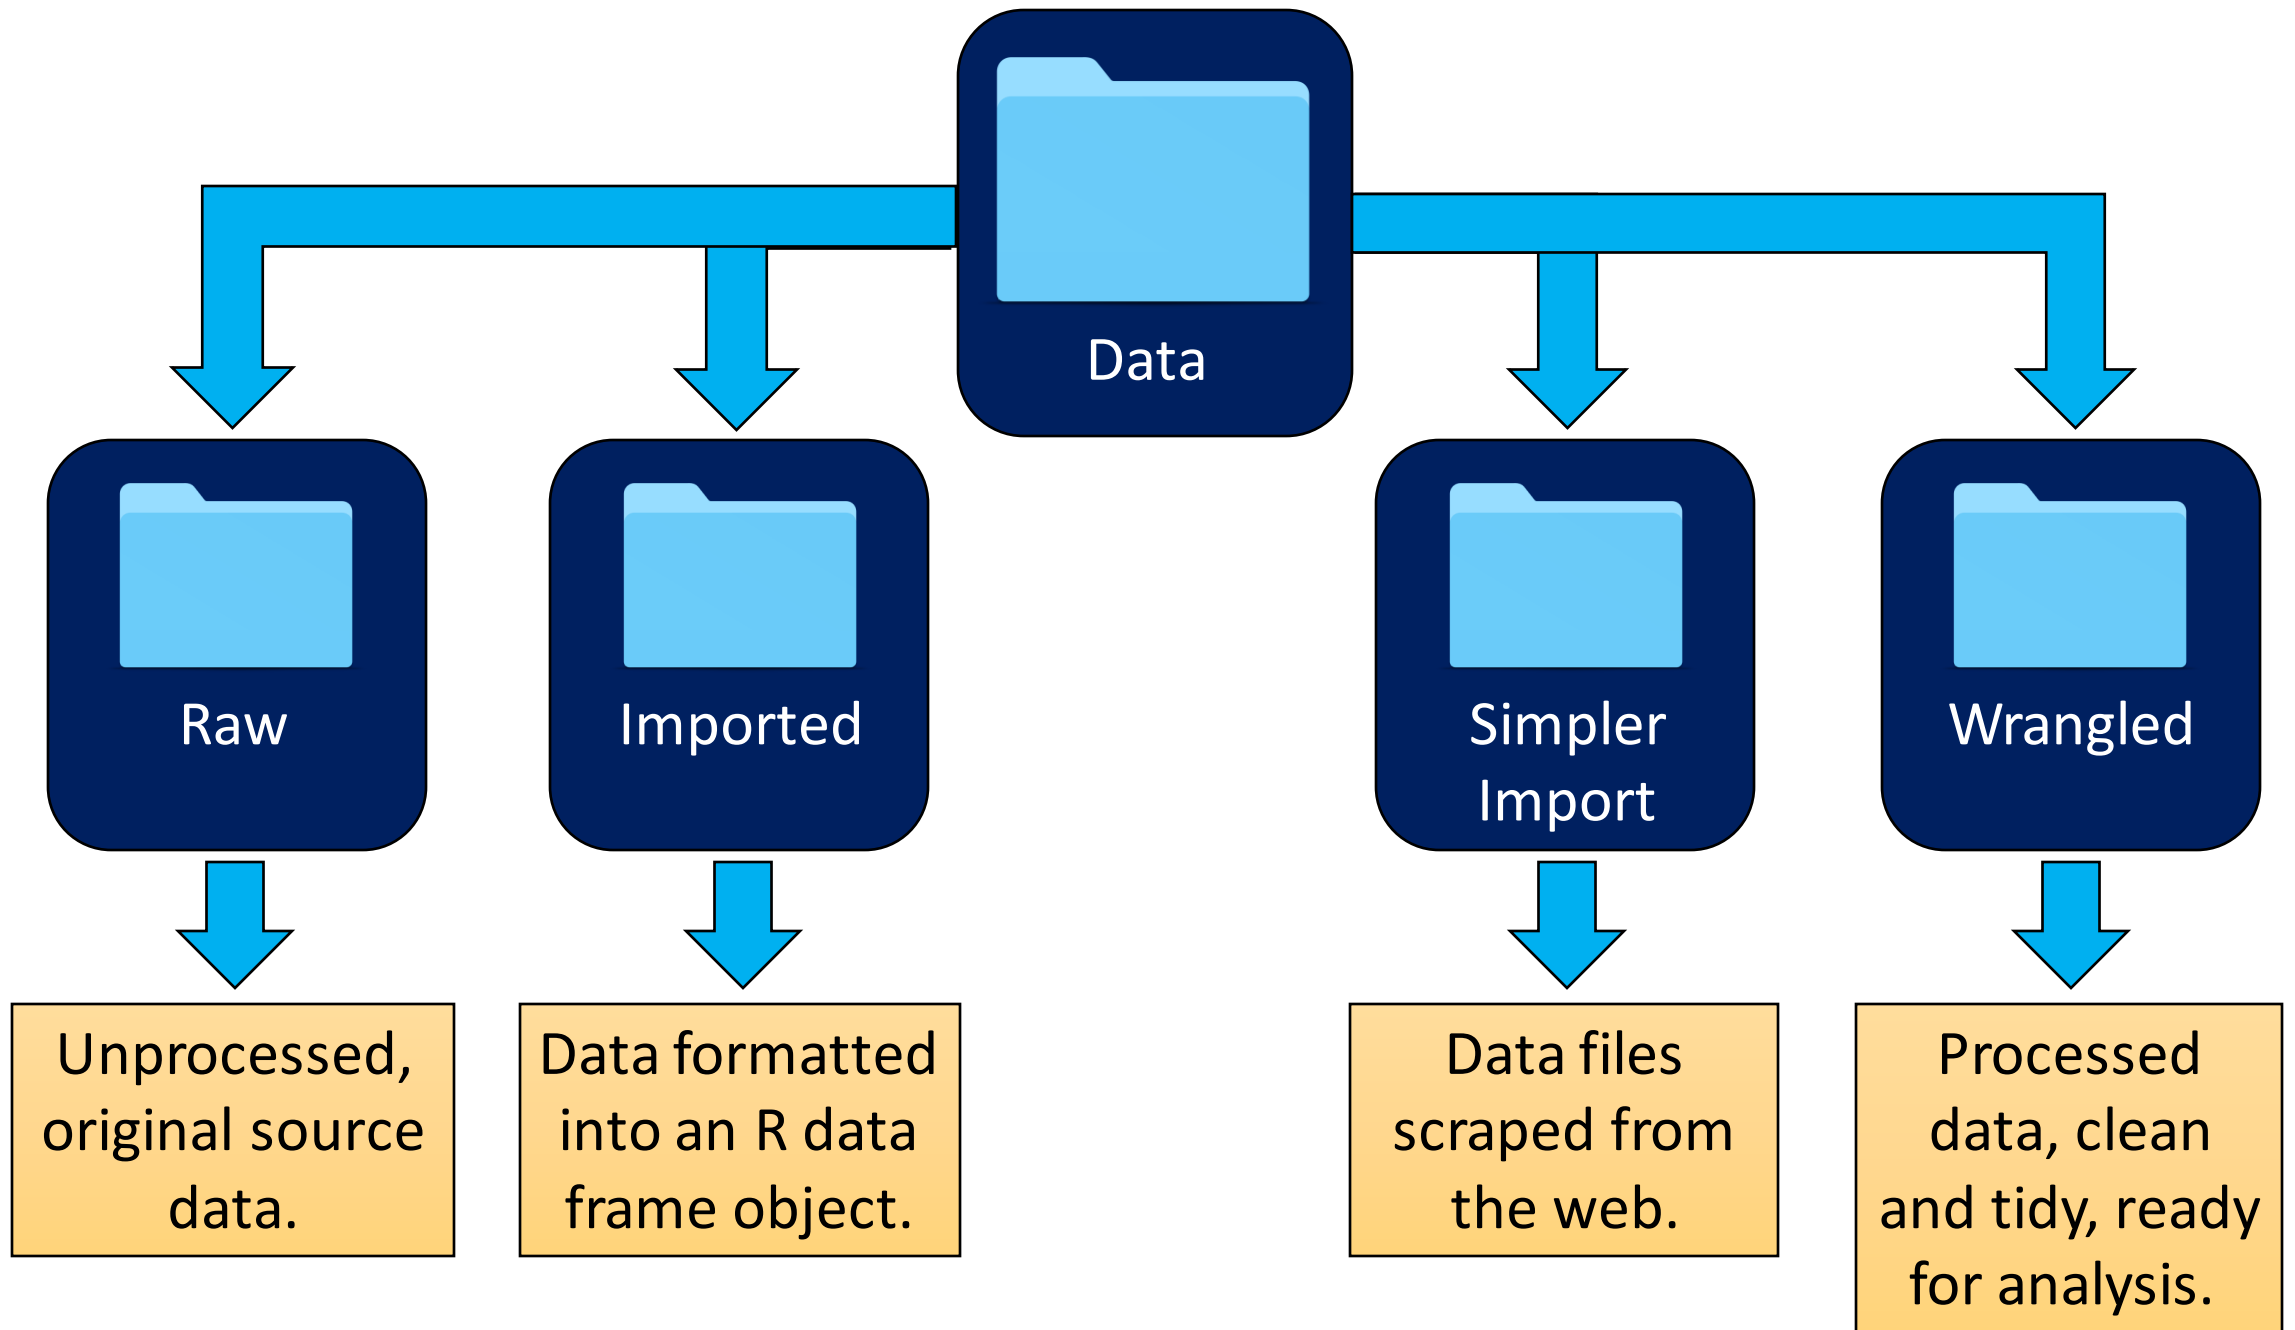 Data
Raw
Imported
Simpler
Import
Wrangled
Unprocessed,
original source
data.
Data formatted
into an R data
frame object.
Data files
scraped from
the web.
Processed
data, clean
and tidy, ready
for analysis.